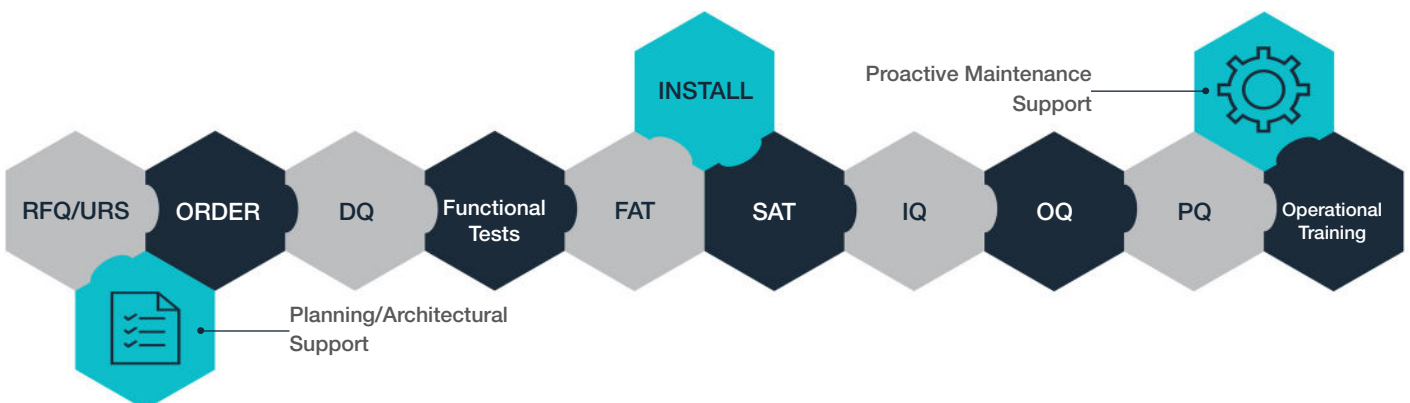 INSTALL
Proactive Maintenance
Support
RFQ/URS
ORDER
DQ
Functional
Tests
FAT
SAT
IQ
OQ
PQ
Operational
Training
Planning/Architectural
Support